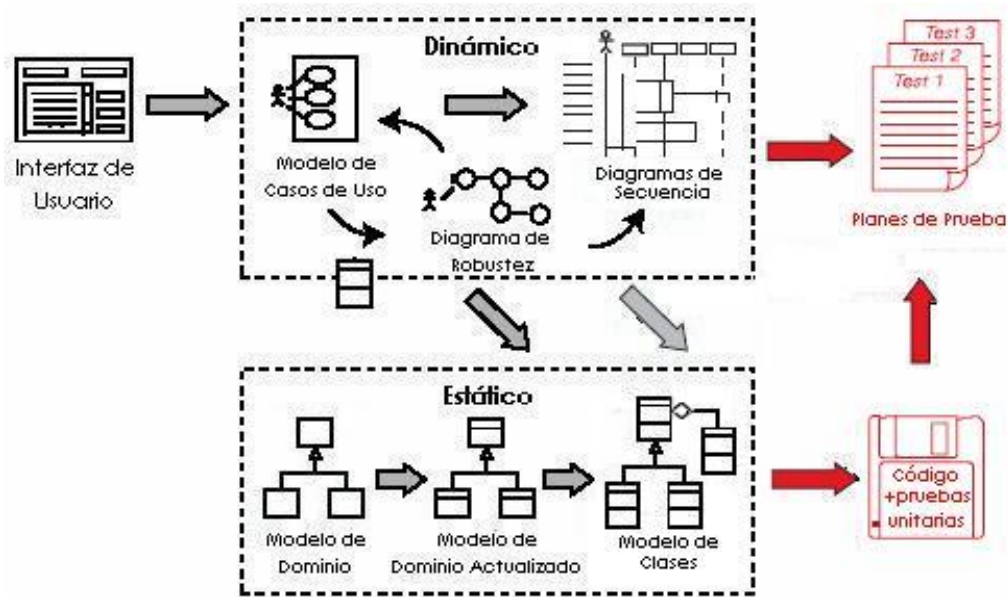 Dinámico
Test 3
Test 2
Test 1
Interfaz de
Usuario
Modelo de
Casos de Uso
Diagrama de
Robustez
Diagramas de
Secuencia
Planes de Prueba
Estático
Modelo de
Dominio
Modelo de
Dominio Actualizado
Modelo de
Clases
Código
+pruebas
unitarias